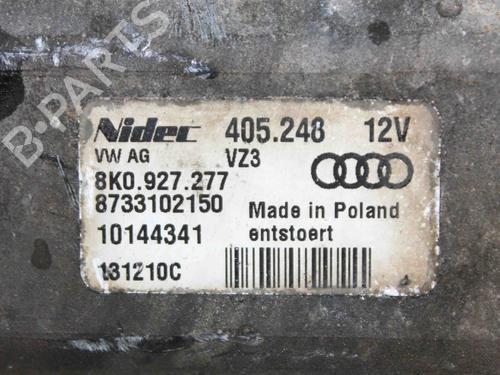 B-PARTS
Nidec 405.248 12V
VW AG VZ3
8K0.927.277
8733102150 Made in Poland
10144341 entstoert
131210C